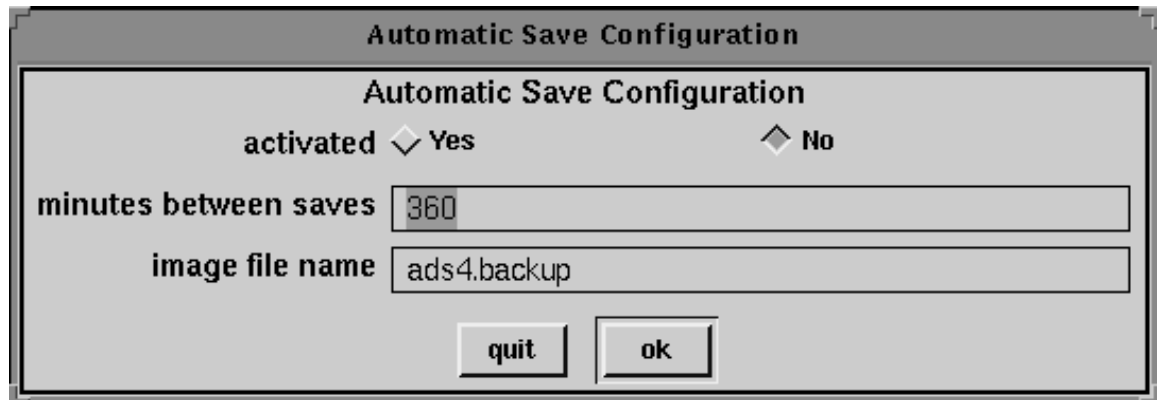 Automatic Save Configuration
Automatic Save Configuration
activated Yes No
minutes between saves 360
image file name ads4.backup
quit ok